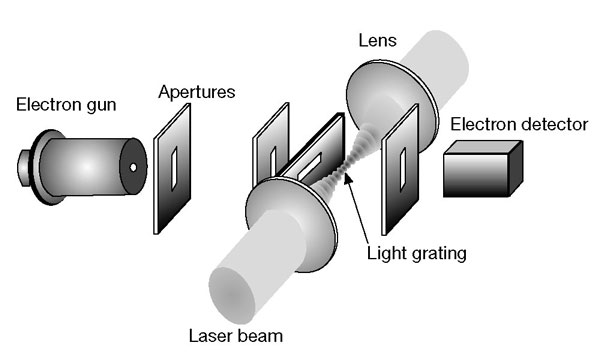 Lens
Apertures
Electron gun
Electron detector
Light grating
Laser beam